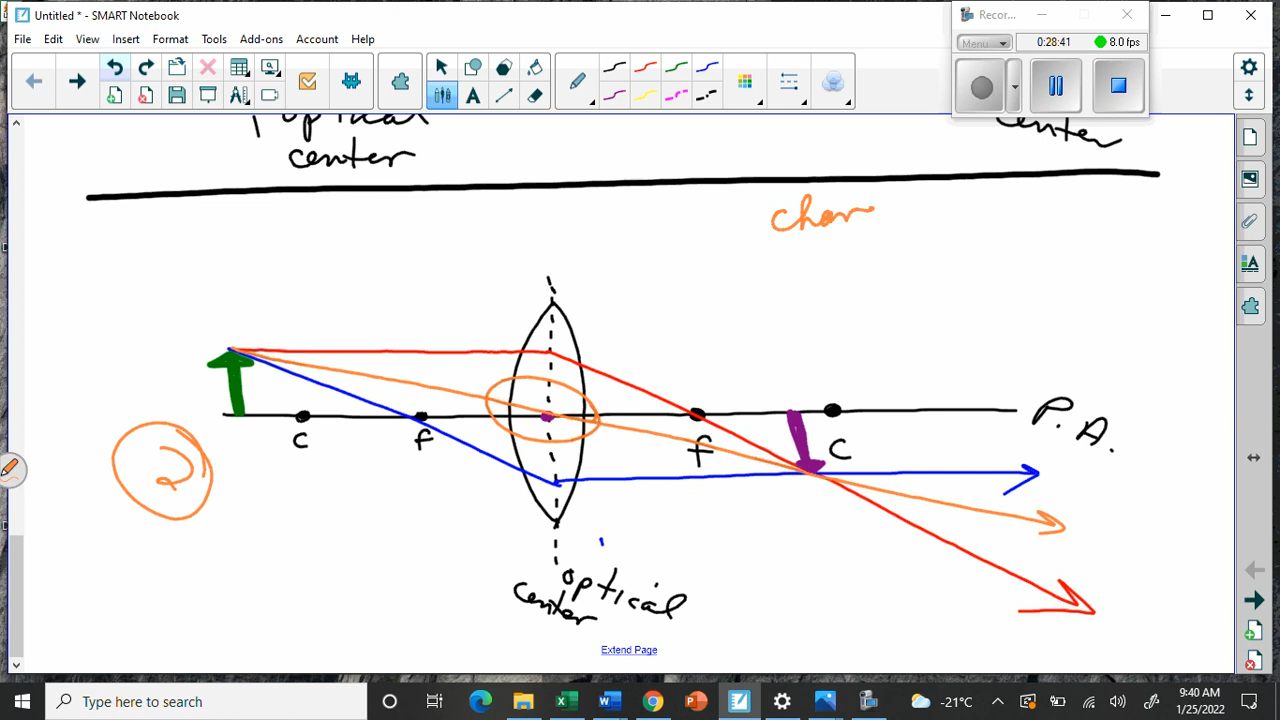 Untitled * - SMART Notebook
Recor...
File Edit View Insert Format Tools Add-ons Account Help
Menu
0:28:41
8.0 fps
A
optical
center
center
char
P. A.
c
f
f
c
2
optical
center
Extend Page
Type here to search
-21°C
9:40 AM
1/25/2022